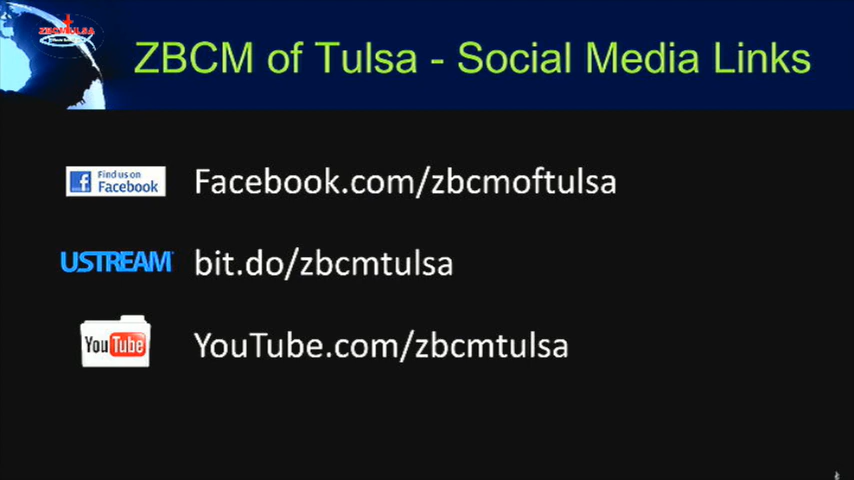 ZBCMTULSA
ZBCM of Tulsa - Social Media Links
Find us on
Facebook
Facebook.com/zbcmoftulsa
USTREAM
bit.do/zbcmtulsa
YouTube
YouTube.com/zbcmtulsa